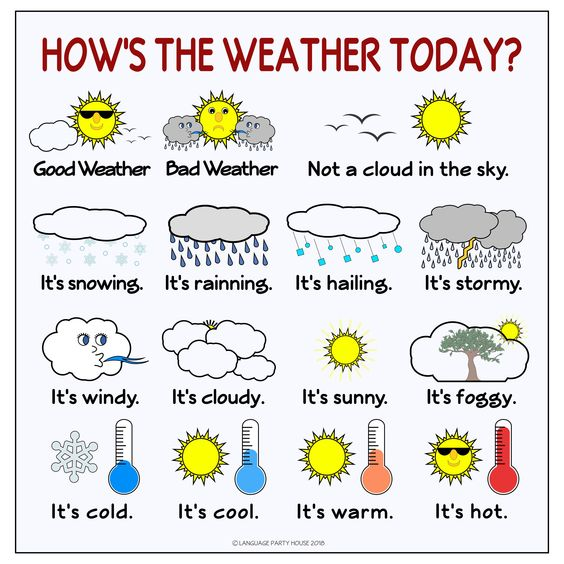 HOW'S THE WEATHER TODAY?
Good Weather Bad Weather Not a cloud in the sky.
It's snowing. It's rainning. It's hailing. It's stormy.
It's windy. It's cloudy. It's sunny. It's foggy.
It's cold. It's cool. It's warm. It's hot.
© LANGUAGE PARTY HOUSE 2018